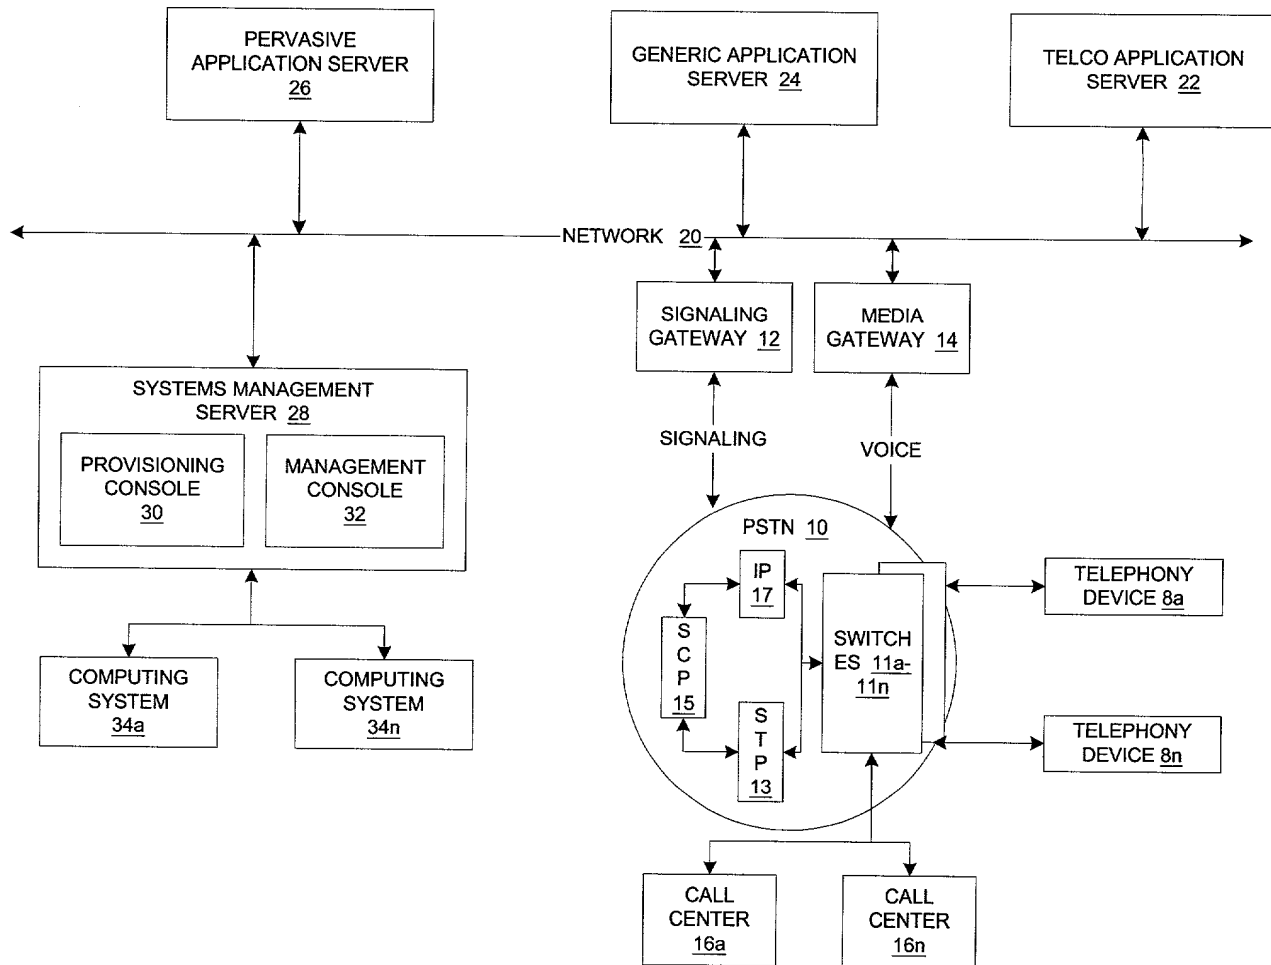 PERVASIVE
APPLICATION SERVER
26
GENERIC APPLICATION
SERVER 24
TELCO APPLICATION
SERVER 22
NETWORK 20
SIGNALING
GATEWAY 12
MEDIA
GATEWAY 14
SYSTEMS MANAGEMENT
SERVER 28
PROVISIONING
CONSOLE
30
MANAGEMENT
CONSOLE
32
SIGNALING
VOICE
PSTN 10
IP
17
S
C
P
15
S
T
P
13
SWITCH
ES 11a-
11n
TELEPHONY
DEVICE 8a
TELEPHONY
DEVICE 8n
COMPUTING
SYSTEM
34a
COMPUTING
SYSTEM
34n
CALL
CENTER
16a
CALL
CENTER
16n